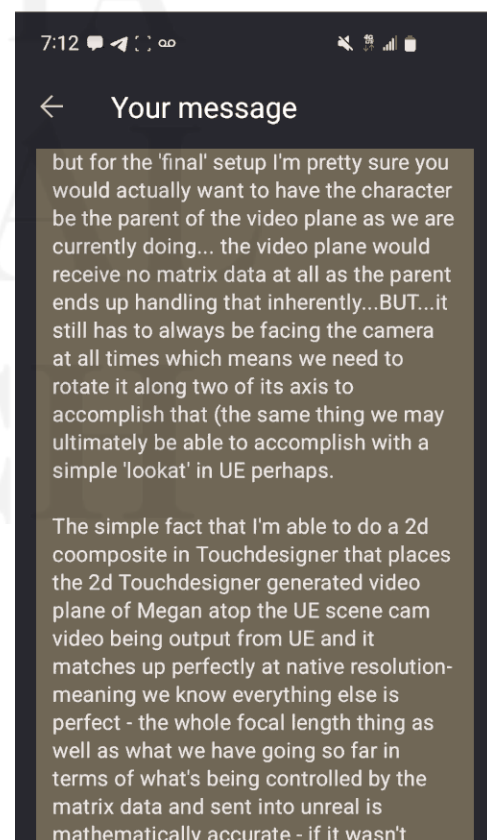 7:12
Your message
but for the 'final' setup I'm pretty sure you
would actually want to have the character
be the parent of the video plane as we are
currently doing... the video plane would
receive no matrix data at all as the parent
ends up handling that inherently...BUT...it
still has to always be facing the camera
at all times which means we need to
rotate it along two of its axis to
accomplish that (the same thing we may
ultimately be able to accomplish with a
simple 'lookat' in UE perhaps.
The simple fact that I'm able to do a 2d
coomposite in Touchdesigner that places
the 2d Touchdesigner generated video
plane of Megan atop the UE scene cam
video being output from UE and it
matches up perfectly at native resolution-
meaning we know everything else is
perfect - the whole focal length thing as
well as what we have going so far in
terms of what's being controlled by the
matrix data and sent into unreal is
mathematically accurate - if it wasn't